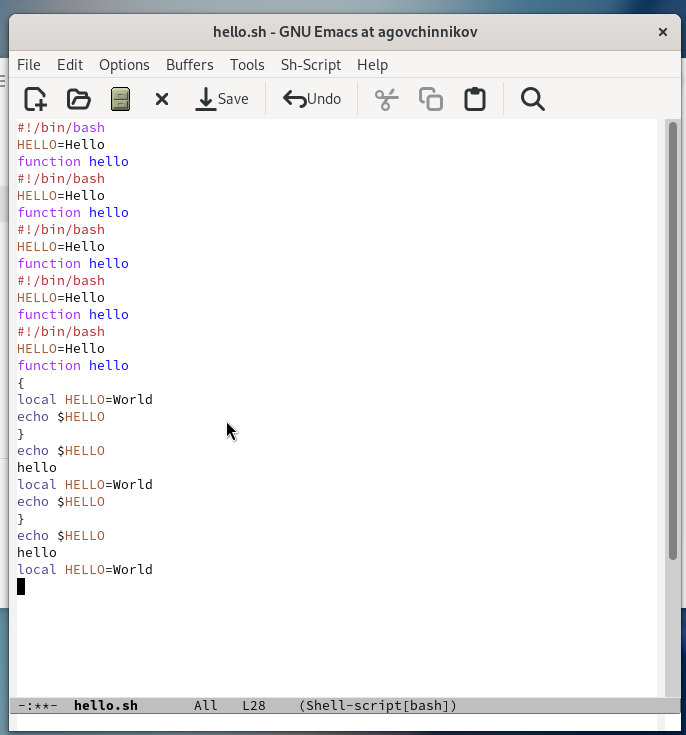 hello.sh - GNU Emacs at agovchinnikov
File Edit Options Buffers Tools Sh-Script Help
Save Undo
#!/bin/bash
HELLO=Hello
function hello
#!/bin/bash
HELLO=Hello
function hello
#!/bin/bash
HELLO=Hello
function hello
#!/bin/bash
HELLO=Hello
function hello
#!/bin/bash
HELLO=Hello
function hello
{
local HELLO=World
echo $HELLO
}
echo $HELLO
hello
local HELLO=World
echo $HELLO
}
echo $HELLO
hello
local HELLO=World
-:**- hello.sh All L28 (Shell-script[bash])